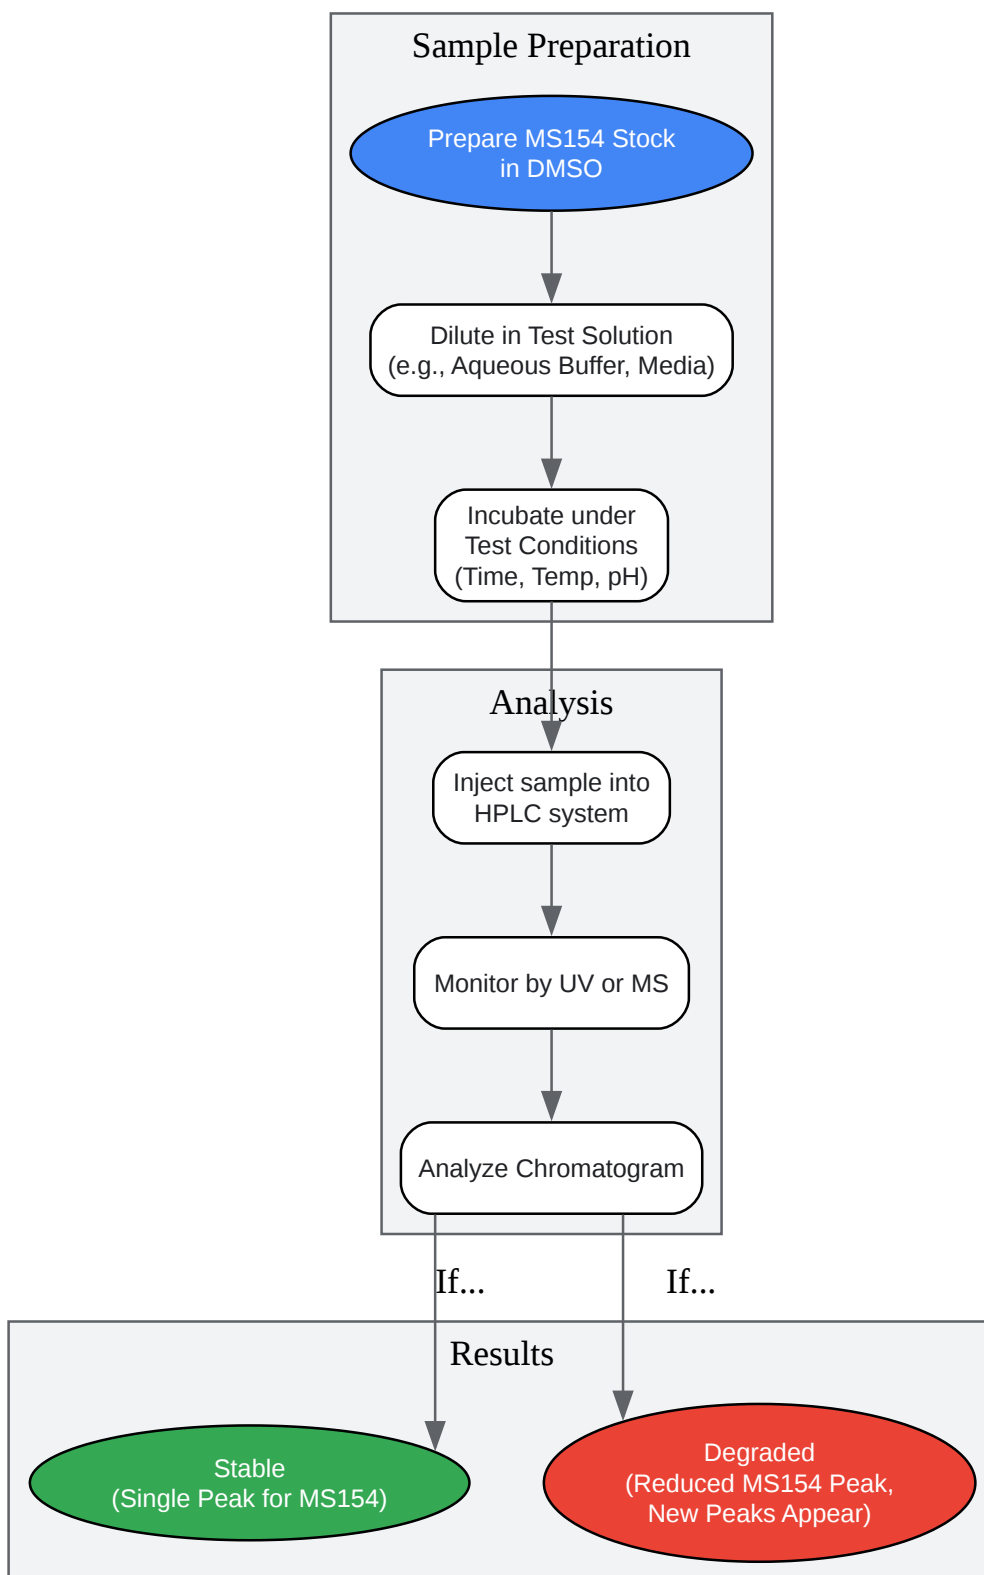 Sample Preparation
Prepare MS154 Stock
in DMSO
Dilute in Test Solution
(e.g., Aqueous Buffer, Media)
Incubate under
Test Conditions
(Time, Temp, pH)
Analysis
Inject sample into
HPLC system
Monitor by UV or MS
Analyze Chromatogram
If...
If...
Results
Stable
(Single Peak for MS154)
Degraded
(Reduced MS154 Peak,
New Peaks Appear)